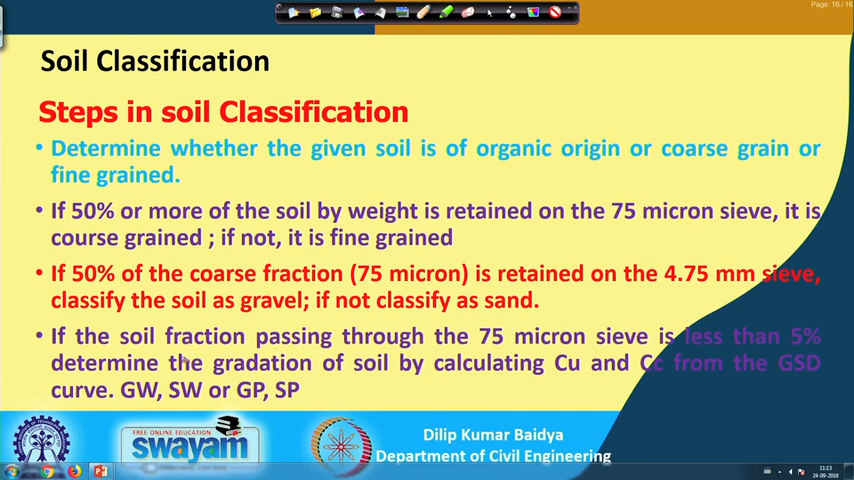 Page: 16 / 16
Soil Classification
Steps in soil Classification
• Determine whether the given soil is of organic origin or coarse grain or
fine grained.
• If 50% or more of the soil by weight is retained on the 75 micron sieve, it is
course grained ; if not, it is fine grained
• If 50% of the coarse fraction (75 micron) is retained on the 4.75 mm sieve,
classify the soil as gravel; if not classify as sand.
• If the soil fraction passing through the 75 micron sieve is less than 5%
determine the gradation of soil by calculating Cu and Cc from the GSD
curve. GW, SW or GP, SP
FREE ONLINE EDUCATION
swayam
Dilip Kumar Baidya
Department of Civil Engineering
11:13
24-09-2018